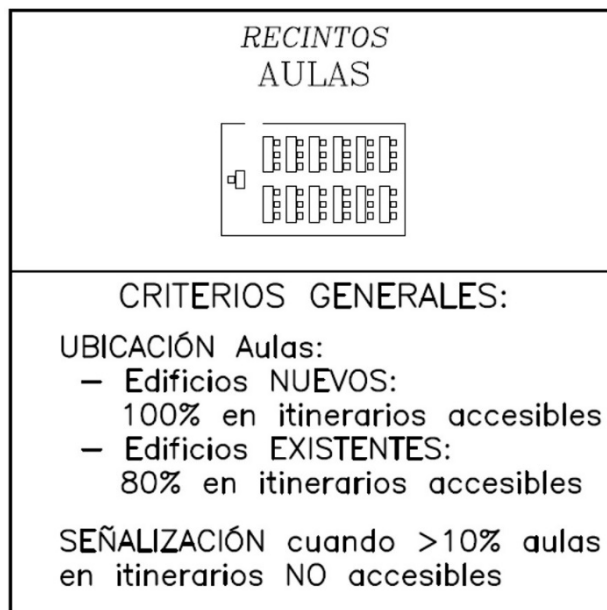 RECINTOS
AULAS
CRITERIOS GENERALES:
UBICACIÓN Aulas:
– Edificios NUEVOS:
100% en itinerarios accesibles
– Edificios EXISTENTES:
80% en itinerarios accesibles
SEÑALIZACIÓN cuando >10% aulas
en itinerarios NO accesibles